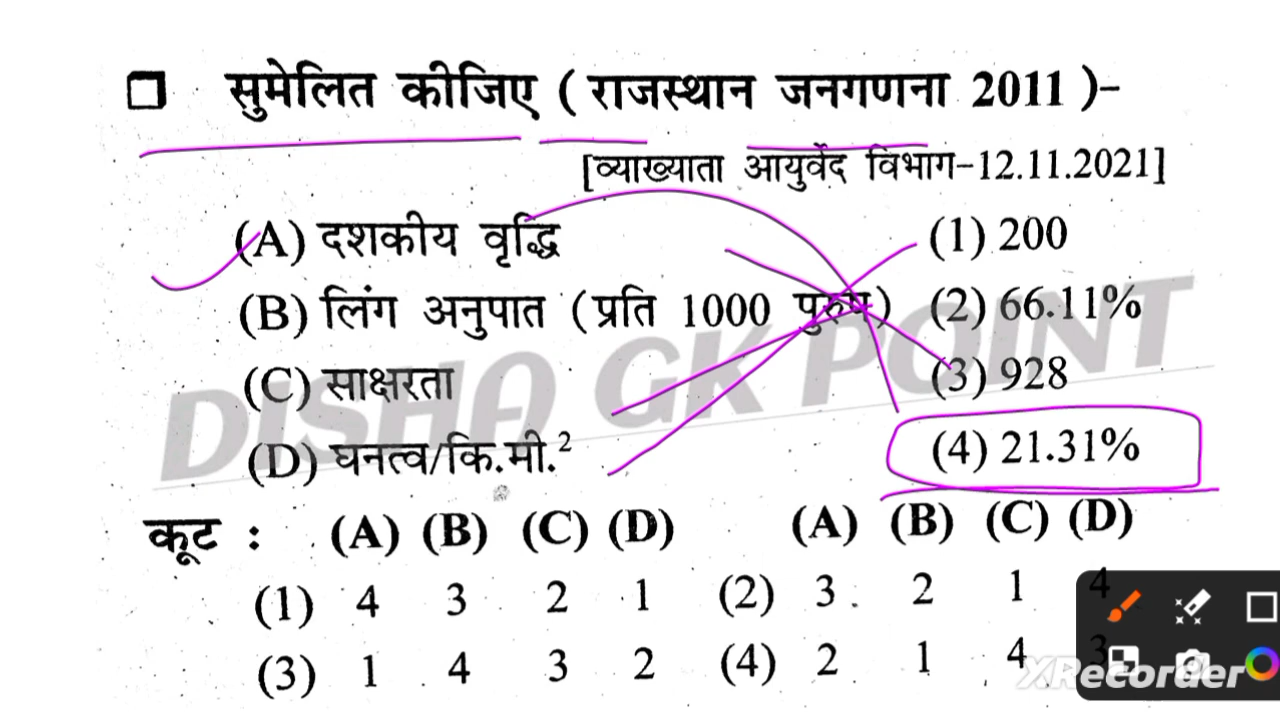 ❑ सुमेलित कीजिए ( राजस्थान जनगणना 2011 )–
[व्याख्याता आयुर्वेद विभाग–12.11.2021]
(A) दशकीय वृद्धि (1) 200
(B) लिंग अनुपात (प्रति 1000 पुरुष) (2) 66.11%
(C) साक्षरता (3) 928
(D) घनत्व/कि.मी.² (4) 21.31%
कूट : (A) (B) (C) (D) (A) (B) (C) (D)
(1) 4 3 2 1 (2) 3 2 1 4
(3) 1 4 3 2 (4) 2 1 4 3
DISHA GK POINT
XRecorder